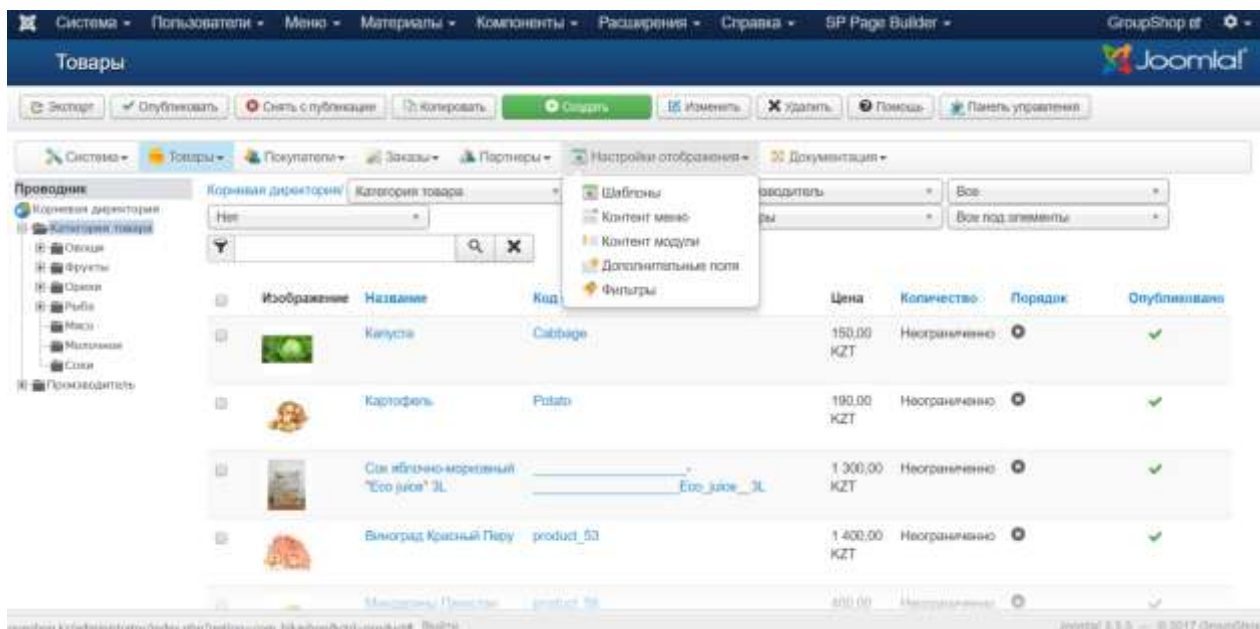 Система Пользователи Меню Материалы Компоненты Расширения Справка SP Page Builder GroupShop
Товары Joomla!
Экспорт Опубликовать Снять с публикации Копировать Создать Изменить Удалить Помощь Панель управления
Система Товары Покупатели Заказы Партнеры Настройки отображения Документация
Проводник
Корневая директория
Категория товара
Овощи
Фрукты
Орехи
Рыба
Мясо
Молочное
Соки
Производитель
Корневая директория/ Категория товара Все
Нет Все под элементы
Шаблоны
Контент меню
Контент модули
Дополнительные поля
Фильтры
Изображение Название Код Цена Количество Порядок Опубликовано
Капуста Cabbage 150,00 KZT Неограниченно
Картофель Potato 190,00 KZT Неограниченно
Сок яблочно-морковный "Eco juice" 3L Eco_juice__3L 1 300,00 KZT Неограниченно
Виноград Красный Перу product_53 1 400,00 KZT Неограниченно